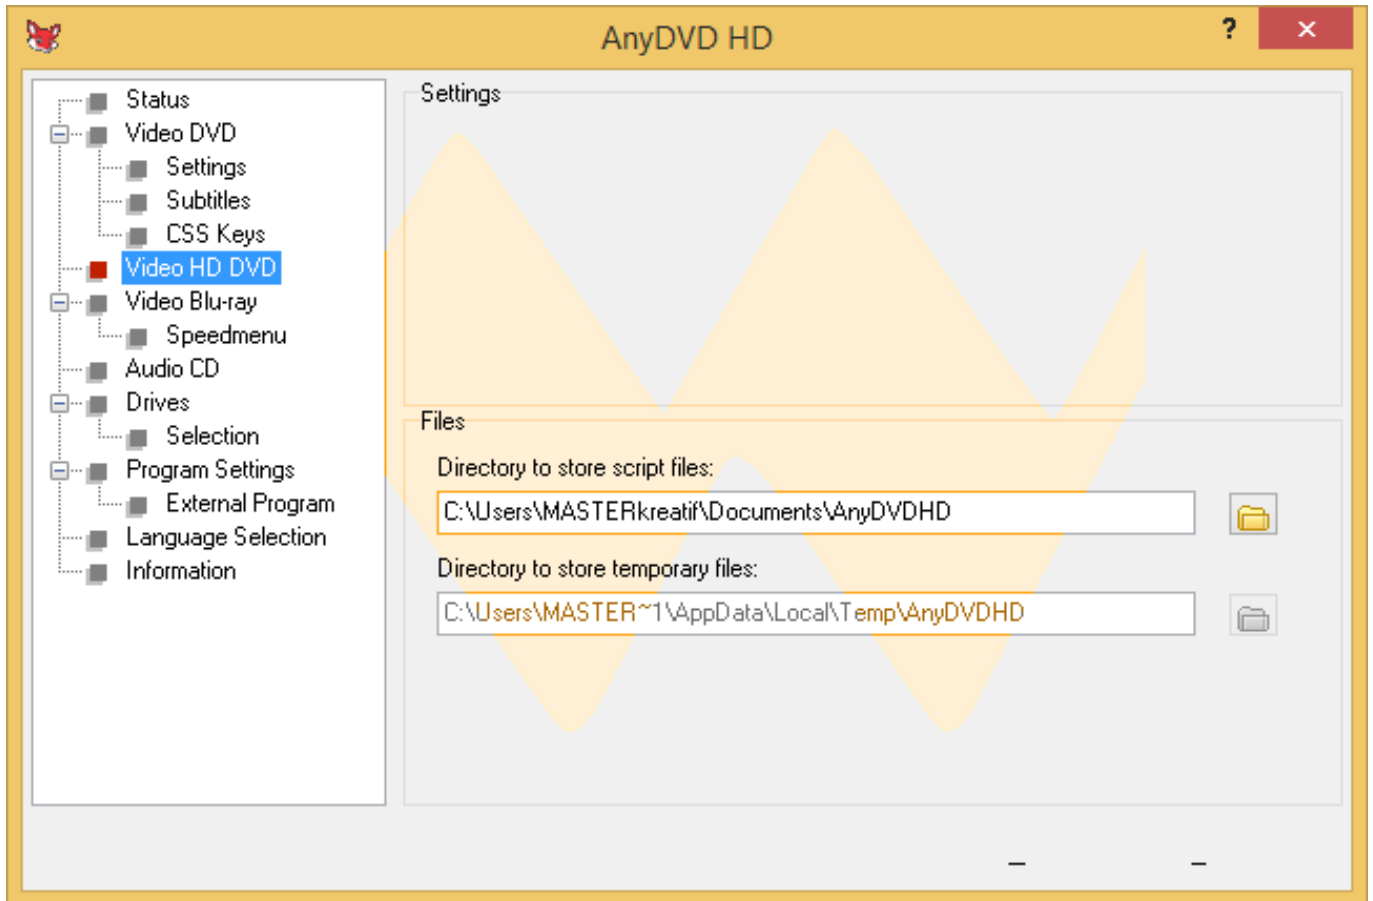 AnyDVD HD
?
Status
Video DVD
Settings
Subtitles
CSS Keys
Video HD DVD
Video Blu-ray
Speedmenu
Audio CD
Drives
Selection
Program Settings
External Program
Language Selection
Information
Settings
Files
Directory to store script files:
C:\Users\MASTERkreatif\Documents\AnyDVDHD
Directory to store temporary files:
C:\Users\MASTER~1\AppData\Local\Temp\AnyDVDHD